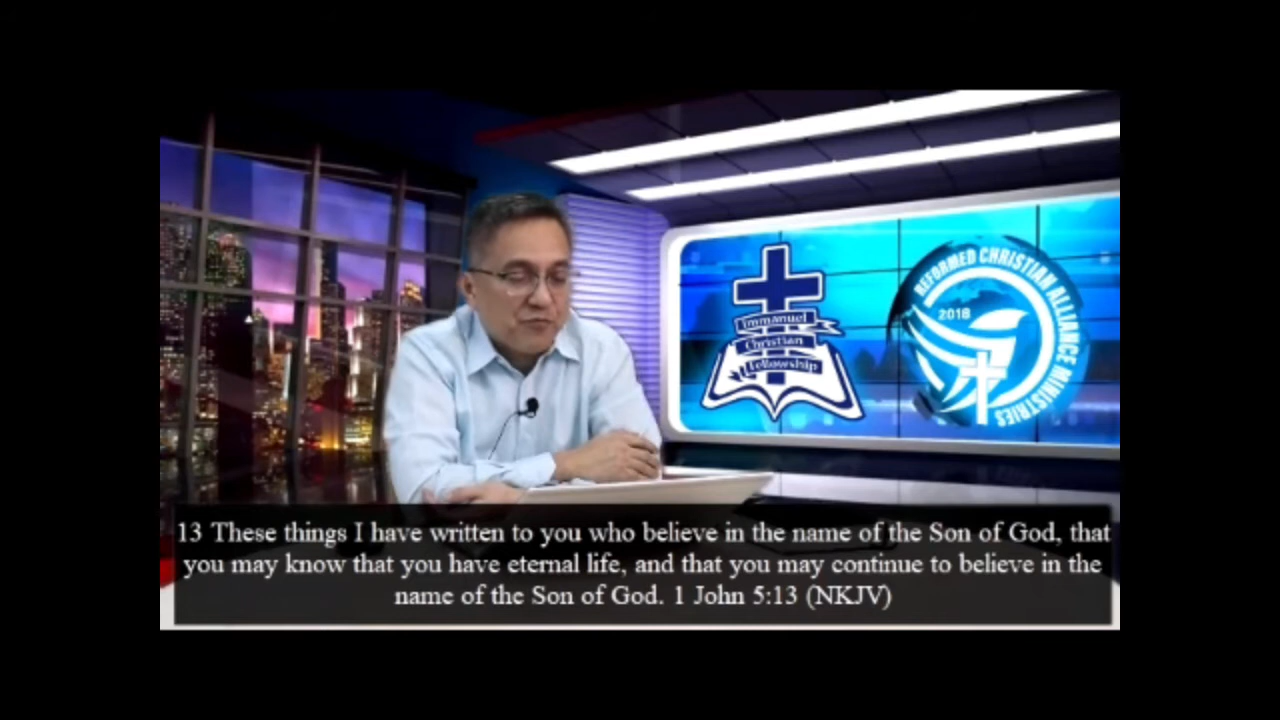 Immanuel
Christian
Fellowship
REFORMED CHRISTIAN ALLIANCE MINISTRIES
2018
13 These things I have written to you who believe in the name of the Son of God, that
you may know that you have eternal life, and that you may continue to believe in the
name of the Son of God. 1 John 5:13 (NKJV)